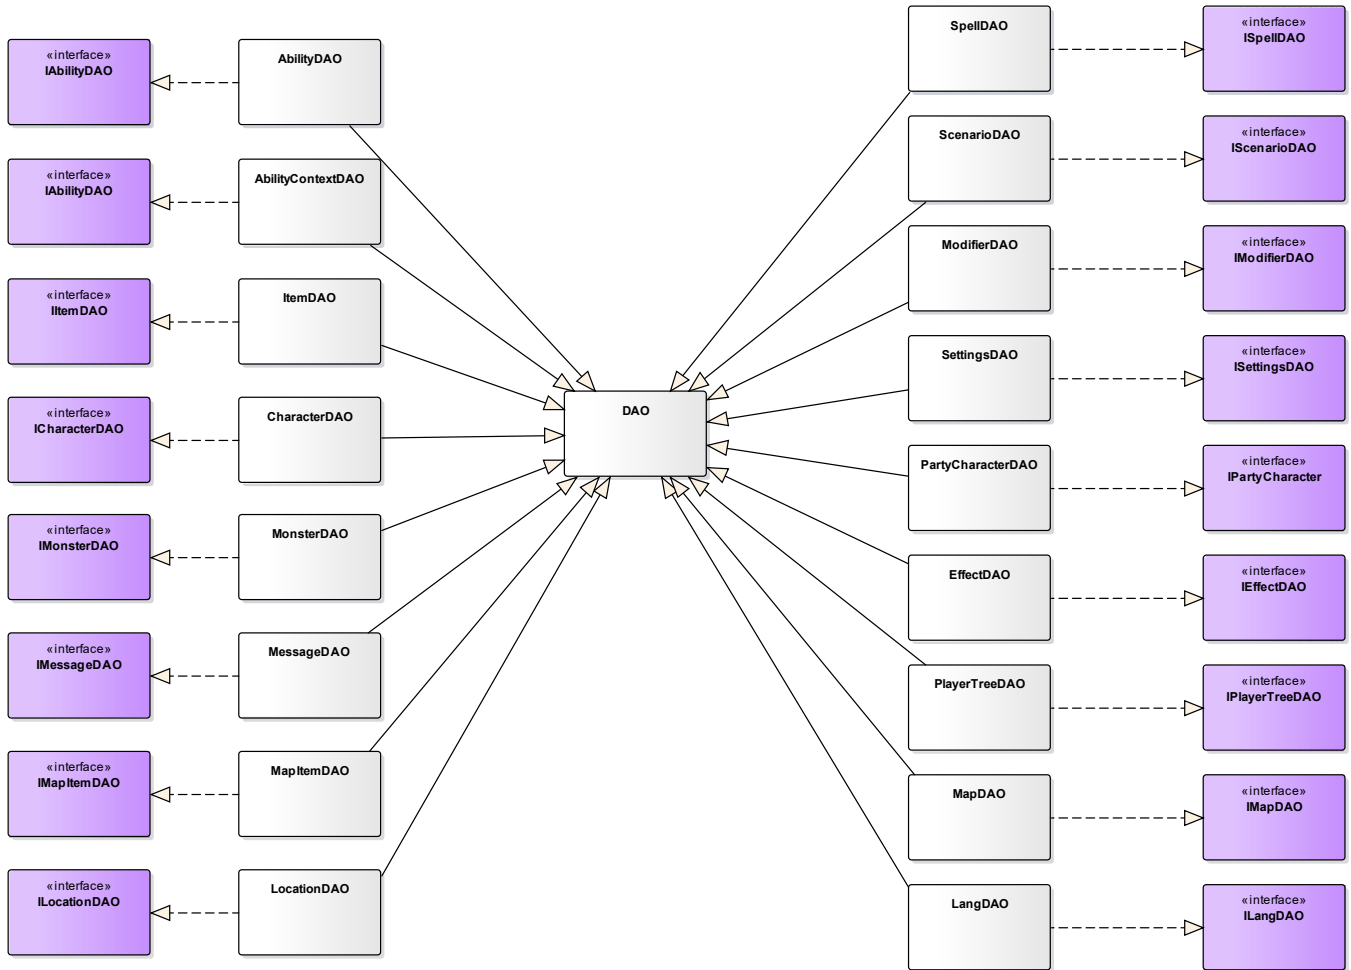 «interface»
IAbilityDAO
AbilityDAO
«interface»
IAbilityDAO
AbilityContextDAO
«interface»
IItemDAO
ItemDAO
«interface»
ICharacterDAO
CharacterDAO
«interface»
IMonsterDAO
MonsterDAO
«interface»
IMessageDAO
MessageDAO
«interface»
IMapItemDAO
MapItemDAO
«interface»
ILocationDAO
LocationDAO
DAO
SpellDAO
«interface»
ISpellDAO
ScenarioDAO
«interface»
IScenarioDAO
ModifierDAO
«interface»
IModifierDAO
SettingsDAO
«interface»
ISettingsDAO
PartyCharacterDAO
«interface»
IPartyCharacter
EffectDAO
«interface»
IEffectDAO
PlayerTreeDAO
«interface»
IPlayerTreeDAO
MapDAO
«interface»
IMapDAO
LangDAO
«interface»
ILangDAO